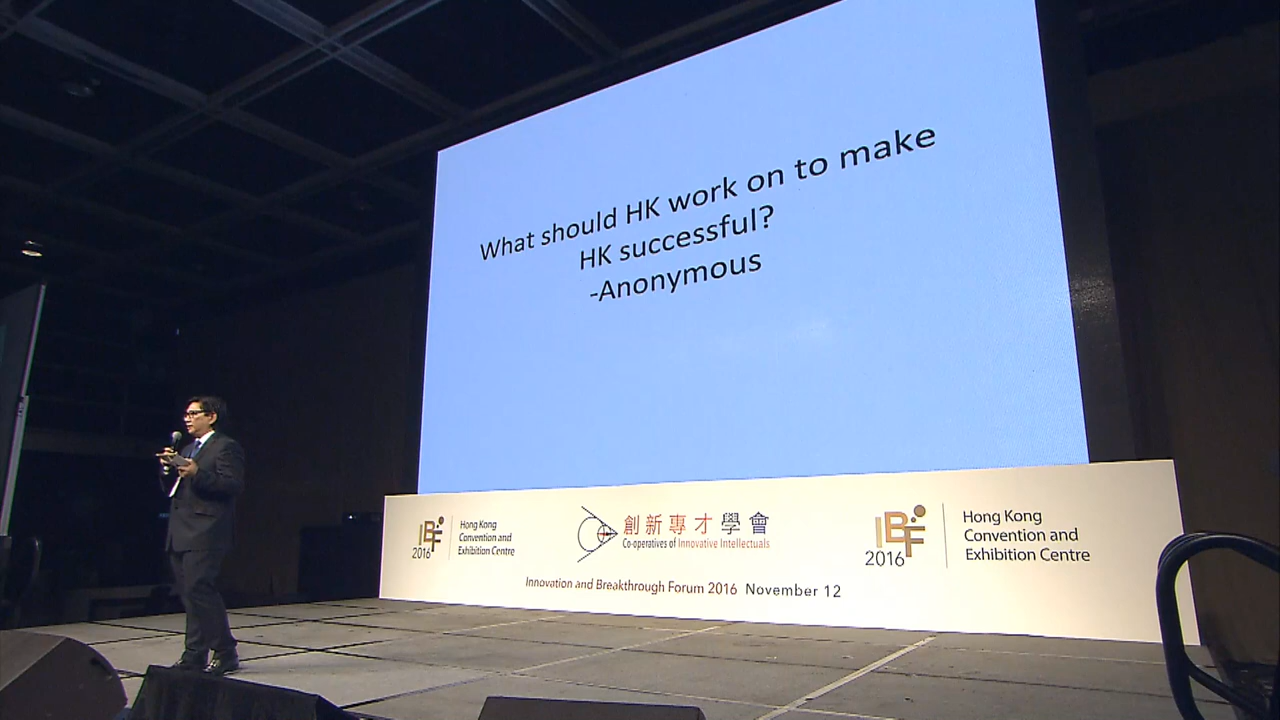 What should HK work on to make
HK successful?
-Anonymous
IBF
2016
Hong Kong
Convention and
Exhibition Centre
創新專才學會
Co-operatives of Innovative Intellectuals
IBF
2016
Hong Kong
Convention and
Exhibition Centre
Innovation and Breakthrough Forum 2016 November 12